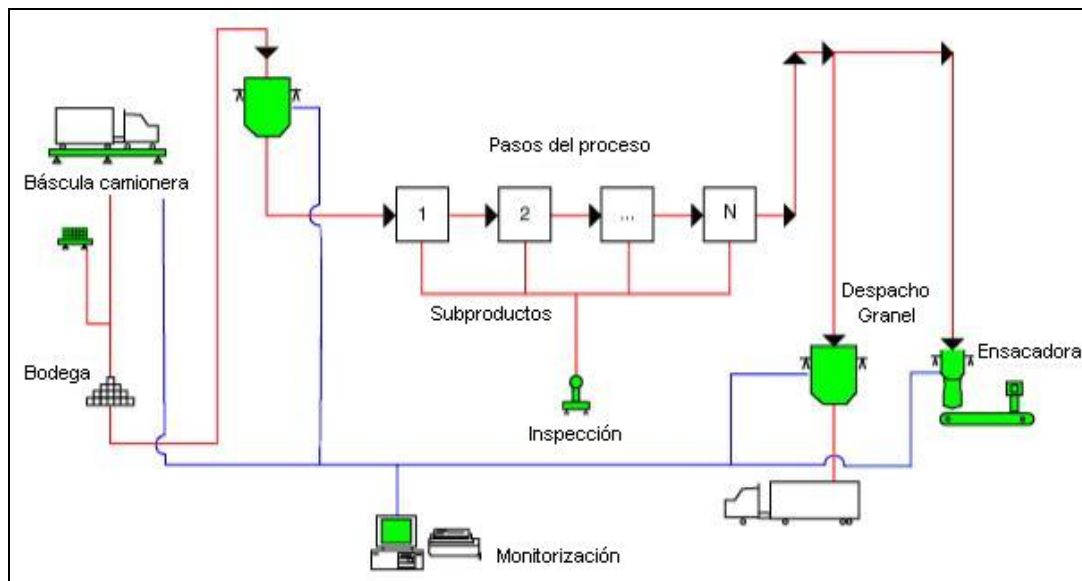 Pasos del proceso
Báscula camionera
1
2
...
N
Despacho
Granel
Subproductos
Ensacadora
Bodega
Inspección
Monitorización